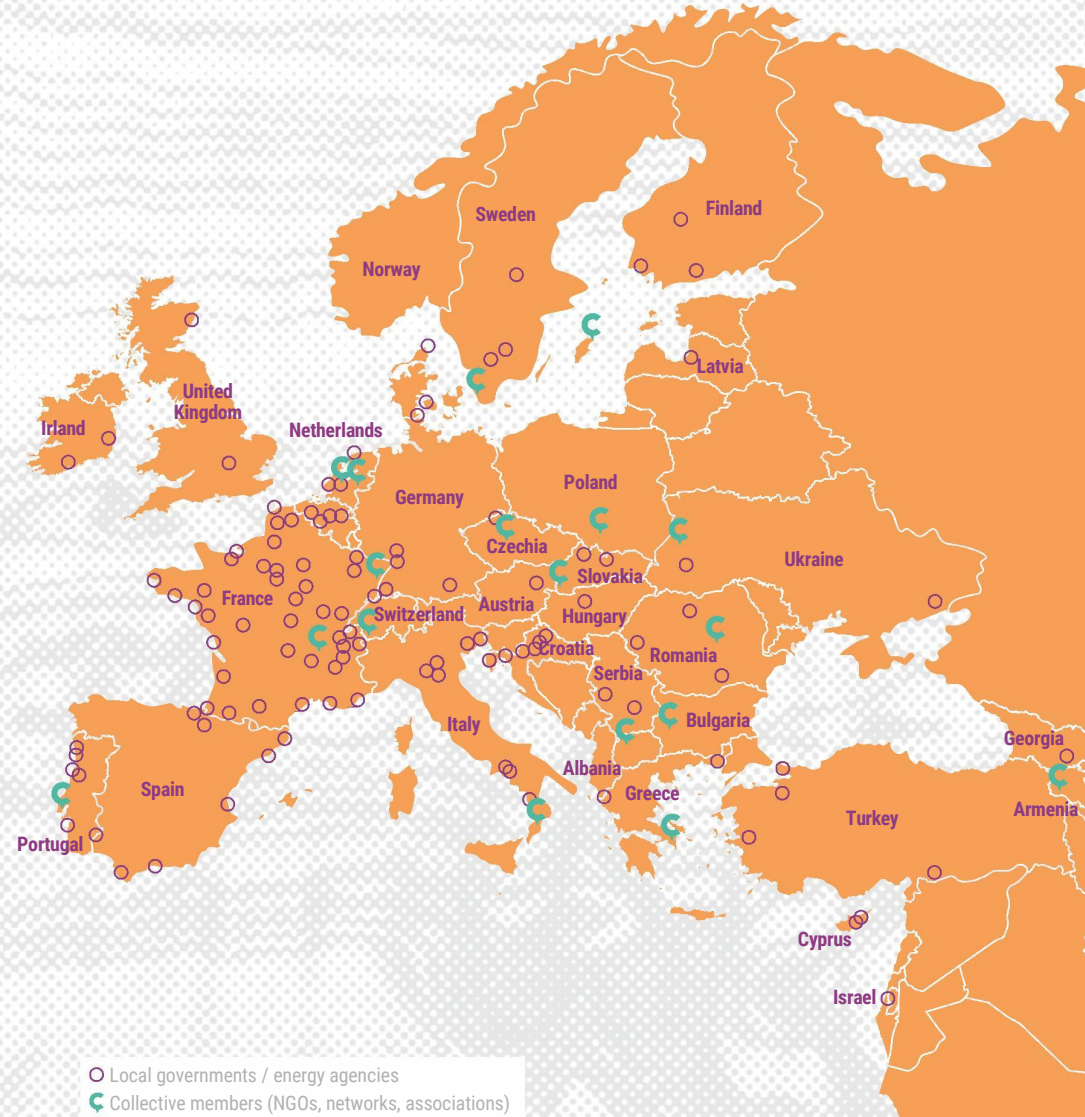 Sweden
Finland
Norway
Latvia
United
Kingdom
Irland
Netherlands
Poland
Germany
Czechia
Ukraine
Slovakia
France
Austria
Switzerland
Hungary
Croatia
Romania
Serbia
Bulgaria
Italy
Georgia
Albania
Spain
Greece
Armenia
Turkey
Portugal
Cyprus
Israel
Local governments / energy agencies
Collective members (NGOs, networks, associations)